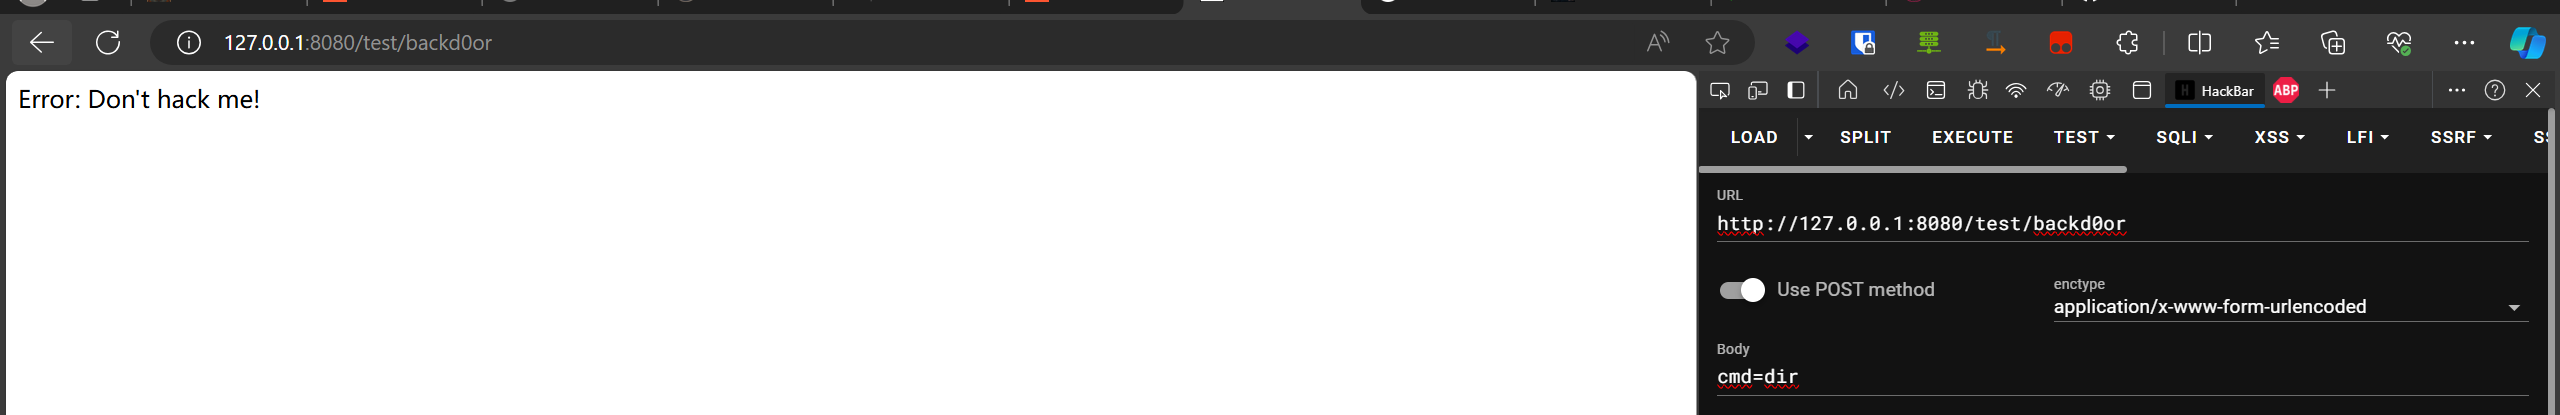 127.0.0.1:8080/test/backd0or
Error: Don't hack me!
HackBar
ABP
LOAD SPLIT EXECUTE TEST SQLI XSS LFI SSRF
URL
http://127.0.0.1:8080/test/backd0or
Use POST method
enctype
application/x-www-form-urlencoded
Body
cmd=dir